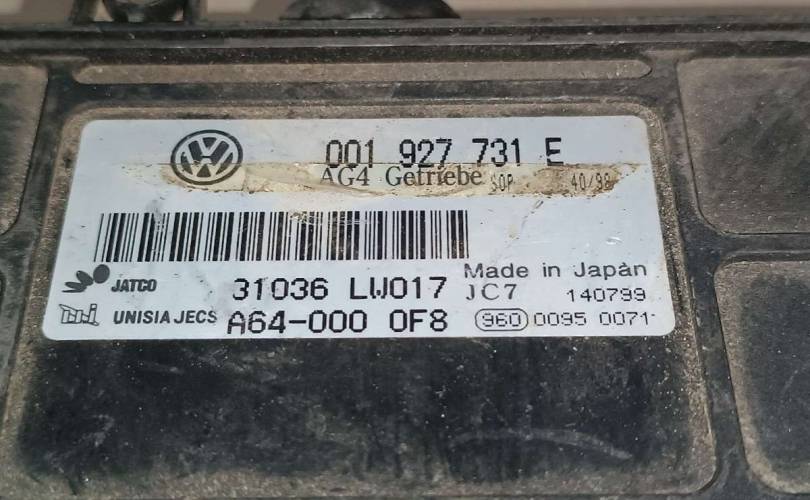 001 927 731 E
AG4 Getriebe SOP 40/98
JATCO 31036 LW017 Made in Japan
JC7 140799
UNISIA JECS A64-000 0F8 960 0095 0071